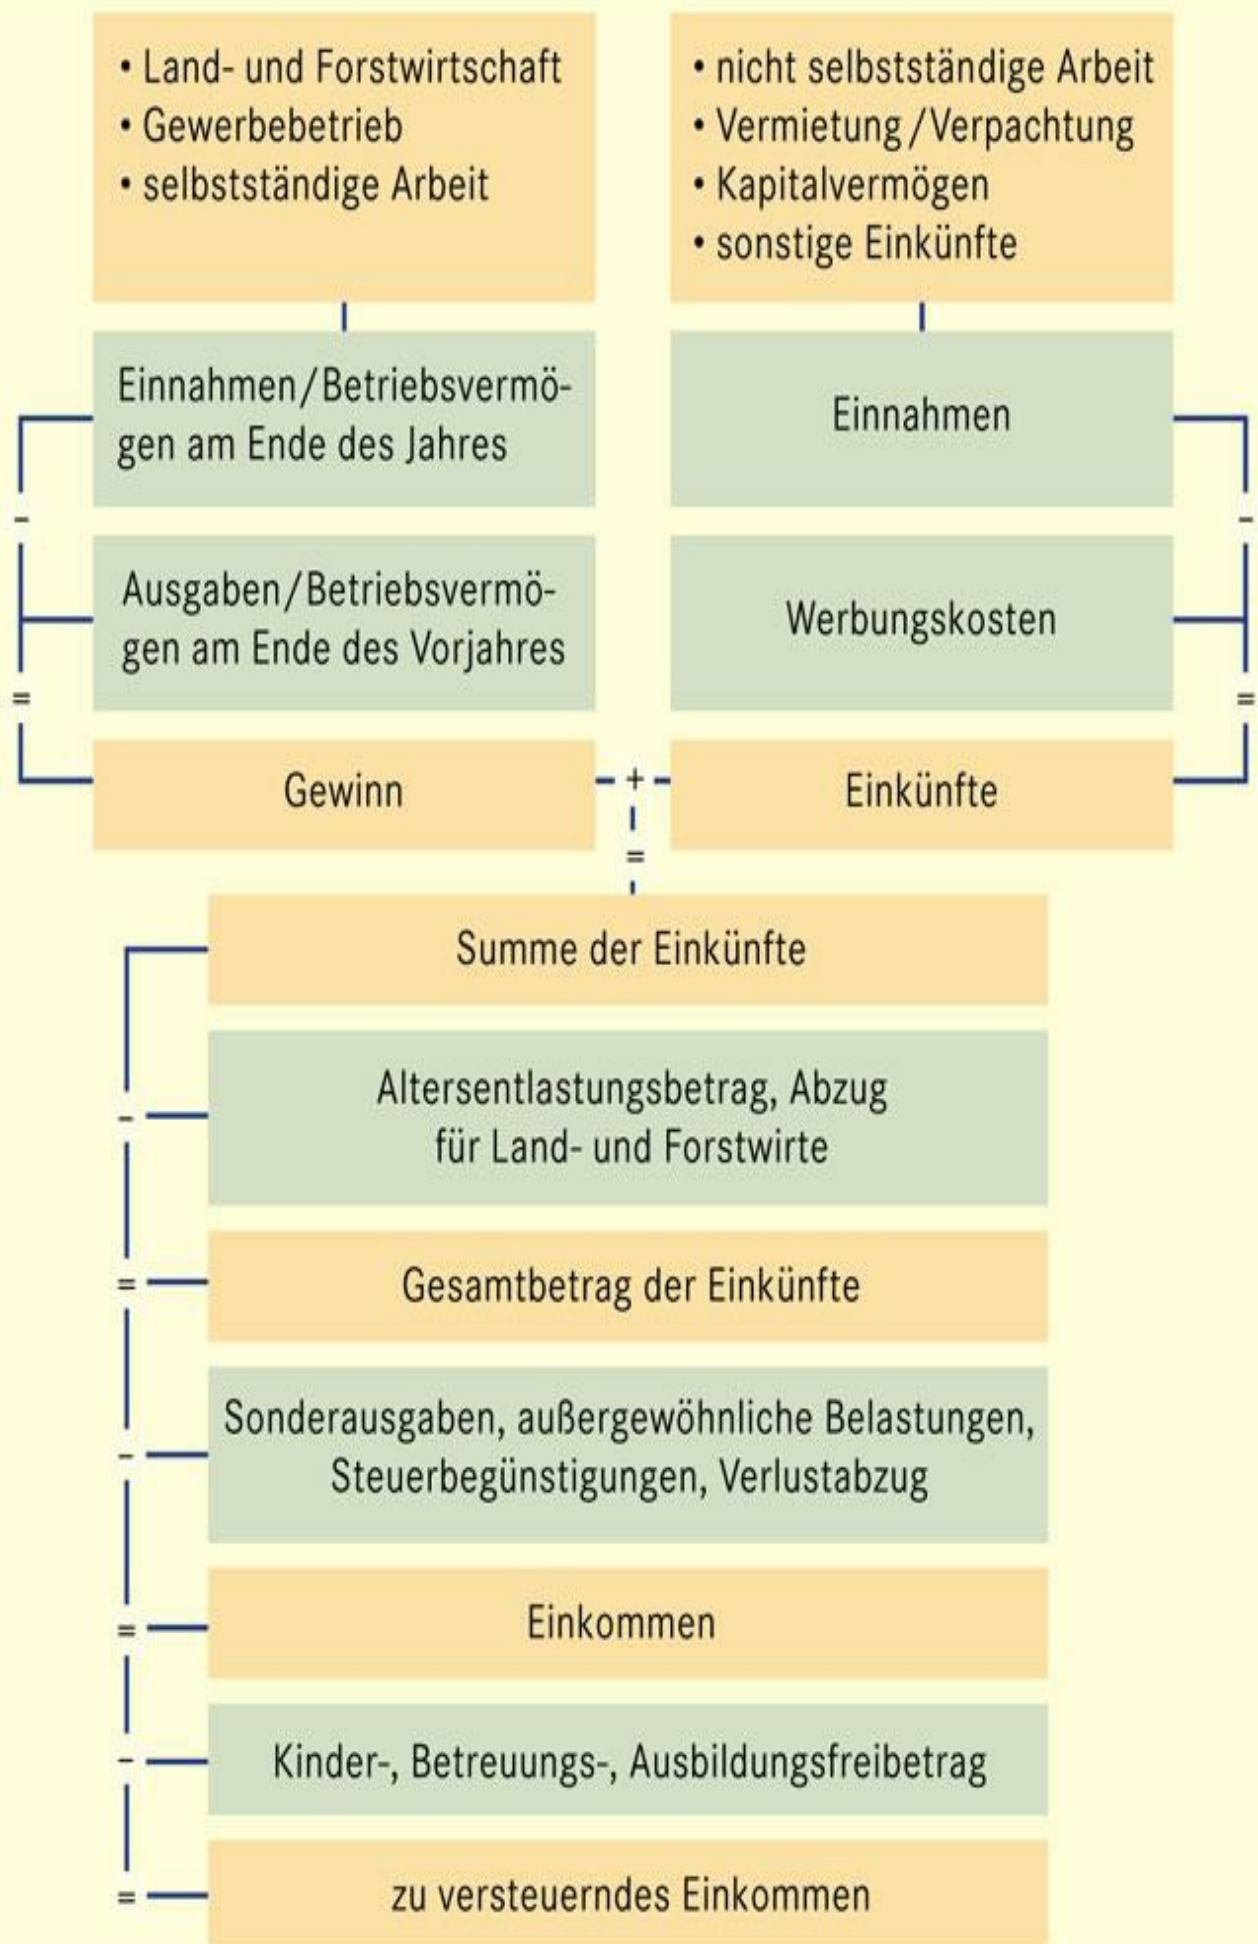 • Land- und Forstwirtschaft
• Gewerbebetrieb
• selbstständige Arbeit
• nicht selbstständige Arbeit
• Vermietung/Verpachtung
• Kapitalvermögen
• sonstige Einkünfte
Einnahmen/Betriebsvermö-
gen am Ende des Jahres
Einnahmen
–
–
Ausgaben/Betriebsvermö-
gen am Ende des Vorjahres
Werbungskosten
=
=
Gewinn
+
Einkünfte
=
Summe der Einkünfte
–
Altersentlastungsbetrag, Abzug
für Land- und Forstwirte
=
Gesamtbetrag der Einkünfte
–
Sonderausgaben, außergewöhnliche Belastungen,
Steuerbegünstigungen, Verlustabzug
=
Einkommen
–
Kinder-, Betreuungs-, Ausbildungsfreibetrag
=
zu versteuerndes Einkommen